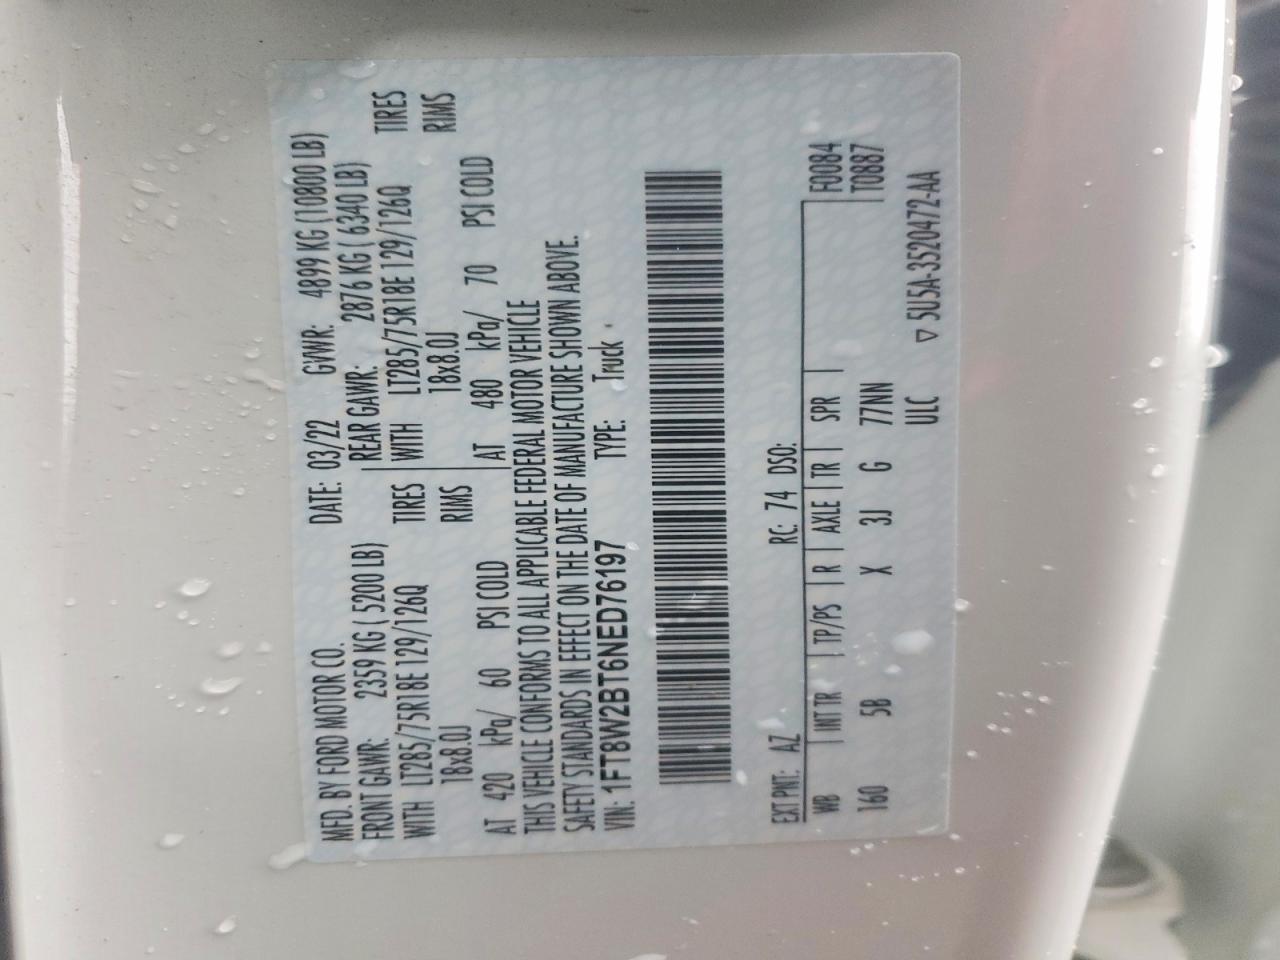 MFD. BY FORD MOTOR CO. DATE: 03/22 GVWR: 4899 KG (10800 LB)
FRONT GAWR: 2359 KG ( 5200 LB) REAR GAWR: 2876 KG ( 6340 LB)
WITH LT285/75R18E 129/126Q TIRES WITH LT285/75R18E 129/126Q TIRES
18x8.0J RIMS 18x8.0J RIMS
AT 420 kPa/ 60 PSI COLD AT 480 kPa/ 70 PSI COLD
THIS VEHICLE CONFORMS TO ALL APPLICABLE FEDERAL MOTOR VEHICLE
SAFETY STANDARDS IN EFFECT ON THE DATE OF MANUFACTURE SHOWN ABOVE.
VIN: 1FT8W2BT6NED76197 TYPE: Truck
EXT PNT: AZ RC: 74 DSO:
WB | INT TR | TP/PS | R | AXLE | TR | SPR | F0084
160 5B X 3J G 77NN T0887
ULC ▽ 5U5A-3520472-AA